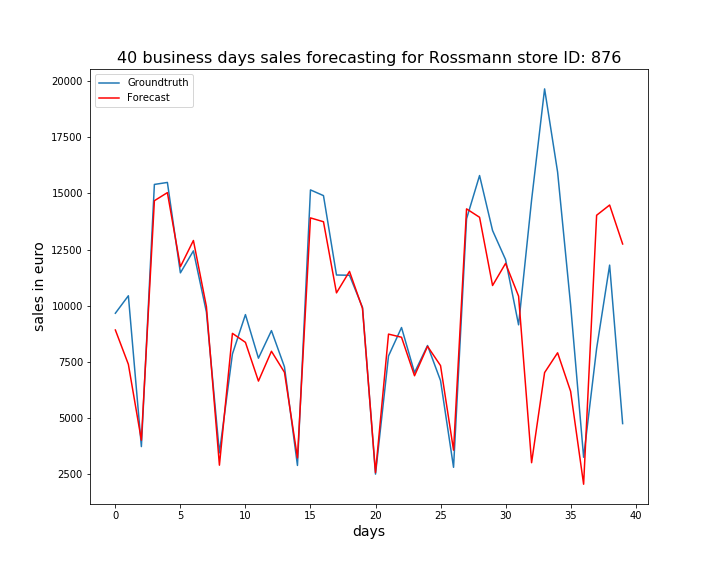 40 business days sales forecasting for Rossmann store ID: 876
Groundtruth
Forecast
sales in euro
20000
17500
15000
12500
10000
7500
5000
2500
0 5 10 15 20 25 30 35 40
days